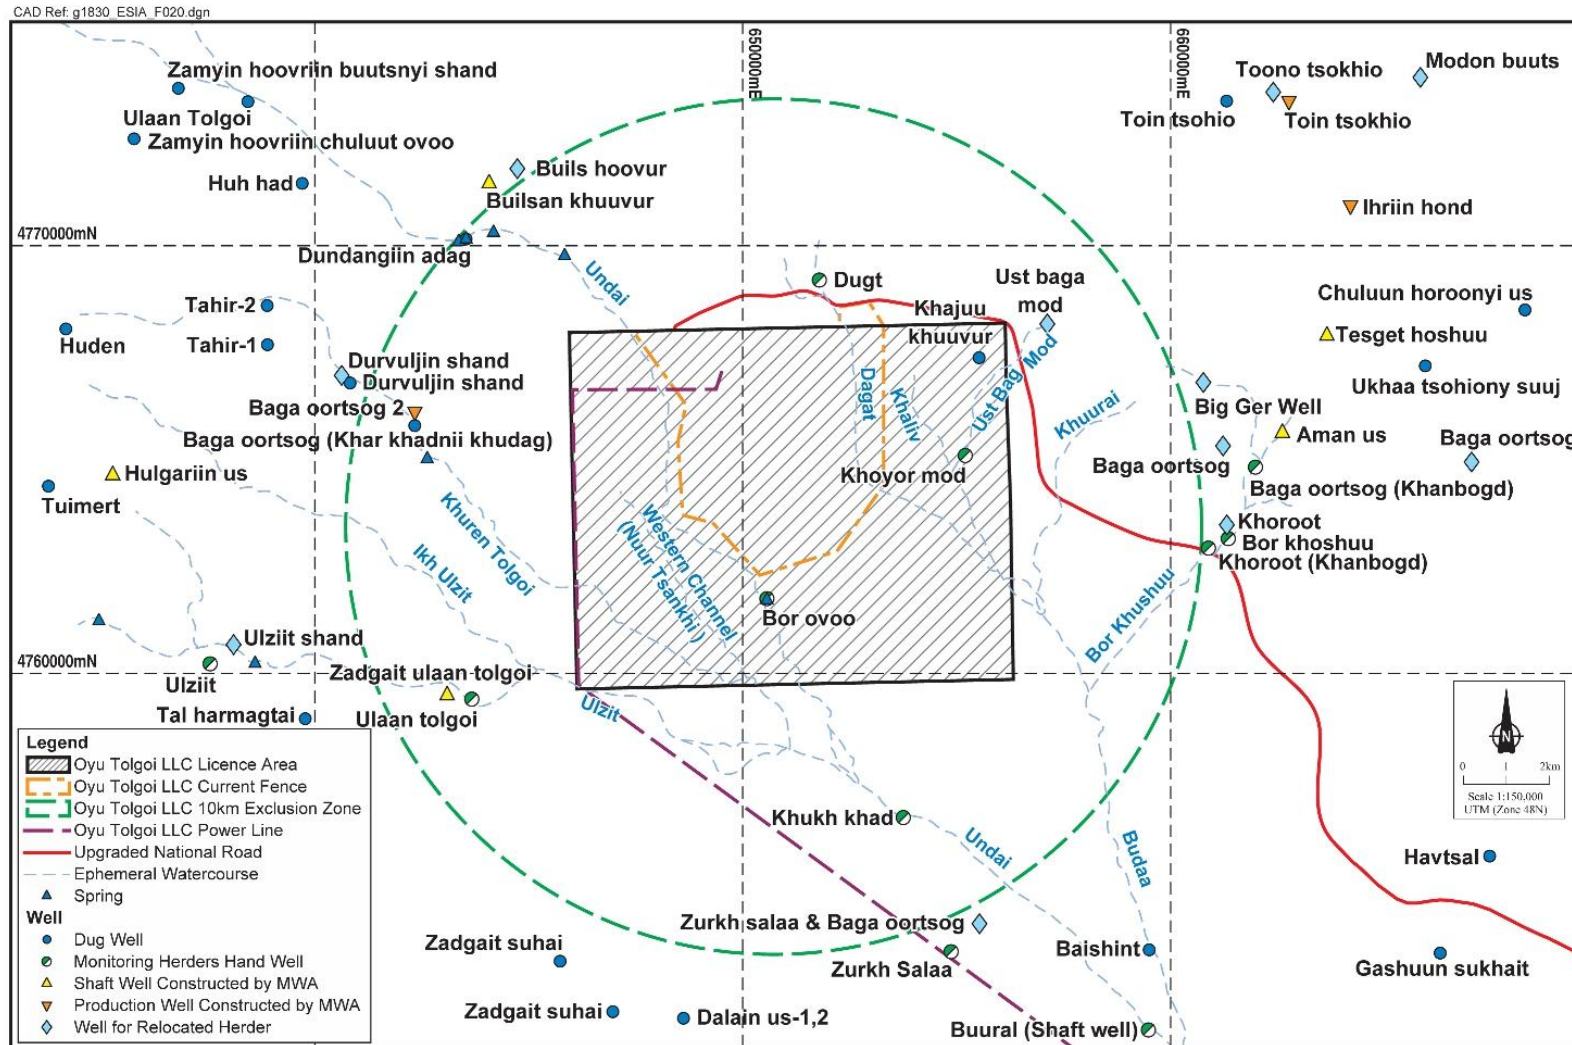 CAD Ref: g1830_ESIA_F020.dgn
650000mE
660000mE
Zamyin hoovriin buutsnyi shand
Ulaan Tolgoi
Zamyin hoovriin chuluut ovoo
Huh had
Buils hoovur
Builsan khuuvur
Toono tsokhio
Modon buuts
Toin tsohio
Toin tsokhio
Ihriin hond
4770000mN
Dundangiin adag
Undai
Dugt
Ust baga
mod
Khajuu
khuuvur
Chuluun horoonyi us
Tesget hoshuu
Ukhaa tsohiony suuj
Tahir-2
Tahir-1
Huden
Durvuljin shand
Durvuljin shand
Baga oortsog 2
Baga oortsog (Khar khadnii khudag)
Hulgariin us
Tuimert
Dagat
Khaliv
Ust Bag Mod
Khuurai
Khoyor mod
Big Ger Well
Aman us
Baga oortsog
Baga oortsog
Baga oortsog (Khanbogd)
Khoroot
Bor khoshuu
Khoroot (Khanbogd)
Khuren Tolgoi
Ikh Ulzit
Western Channel
(Nuur Tsankhi )
Bor ovoo
Bor Khushuu
4760000mN
Ulziit shand
Ulziit
Tal harmagtai
Zadgait ulaan tolgoi
Ulaan tolgoi
Ulzit
Khukh khad
Undai
Budaa
Havtsal
Zurkh salaa & Baga oortsog
Zurkh Salaa
Baishint
Gashuun sukhait
Zadgait suhai
Zadgait suhai
Dalain us-1,2
Buural (Shaft well)
N
0 1 2km
Scale 1:150,000
UTM (Zone 48N)
Legend
Oyu Tolgoi LLC Licence Area
Oyu Tolgoi LLC Current Fence
Oyu Tolgoi LLC 10km Exclusion Zone
Oyu Tolgoi LLC Power Line
Upgraded National Road
Ephemeral Watercourse
Spring
Well
Dug Well
Monitoring Herders Hand Well
Shaft Well Constructed by MWA
Production Well Constructed by MWA
Well for Relocated Herder